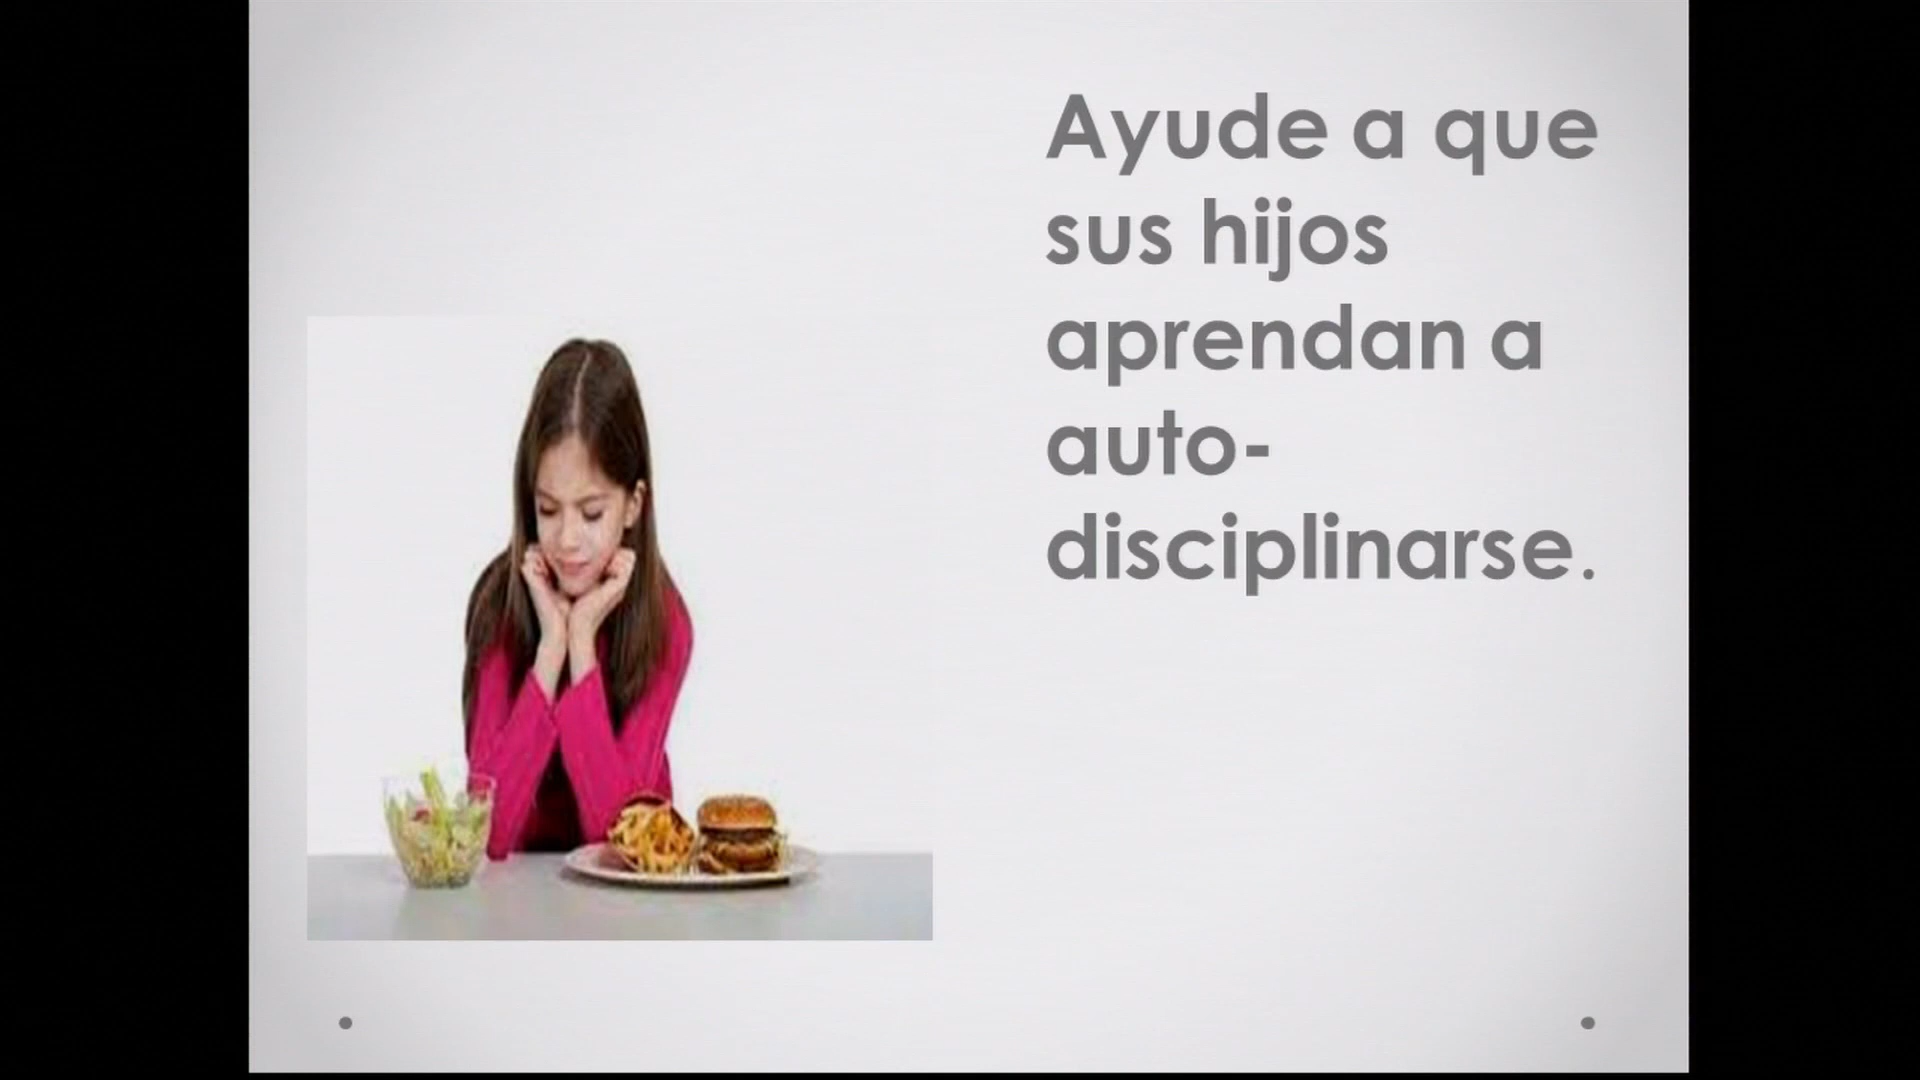 Ayude a que
sus hijos
aprendan a
auto-
disciplinarse.